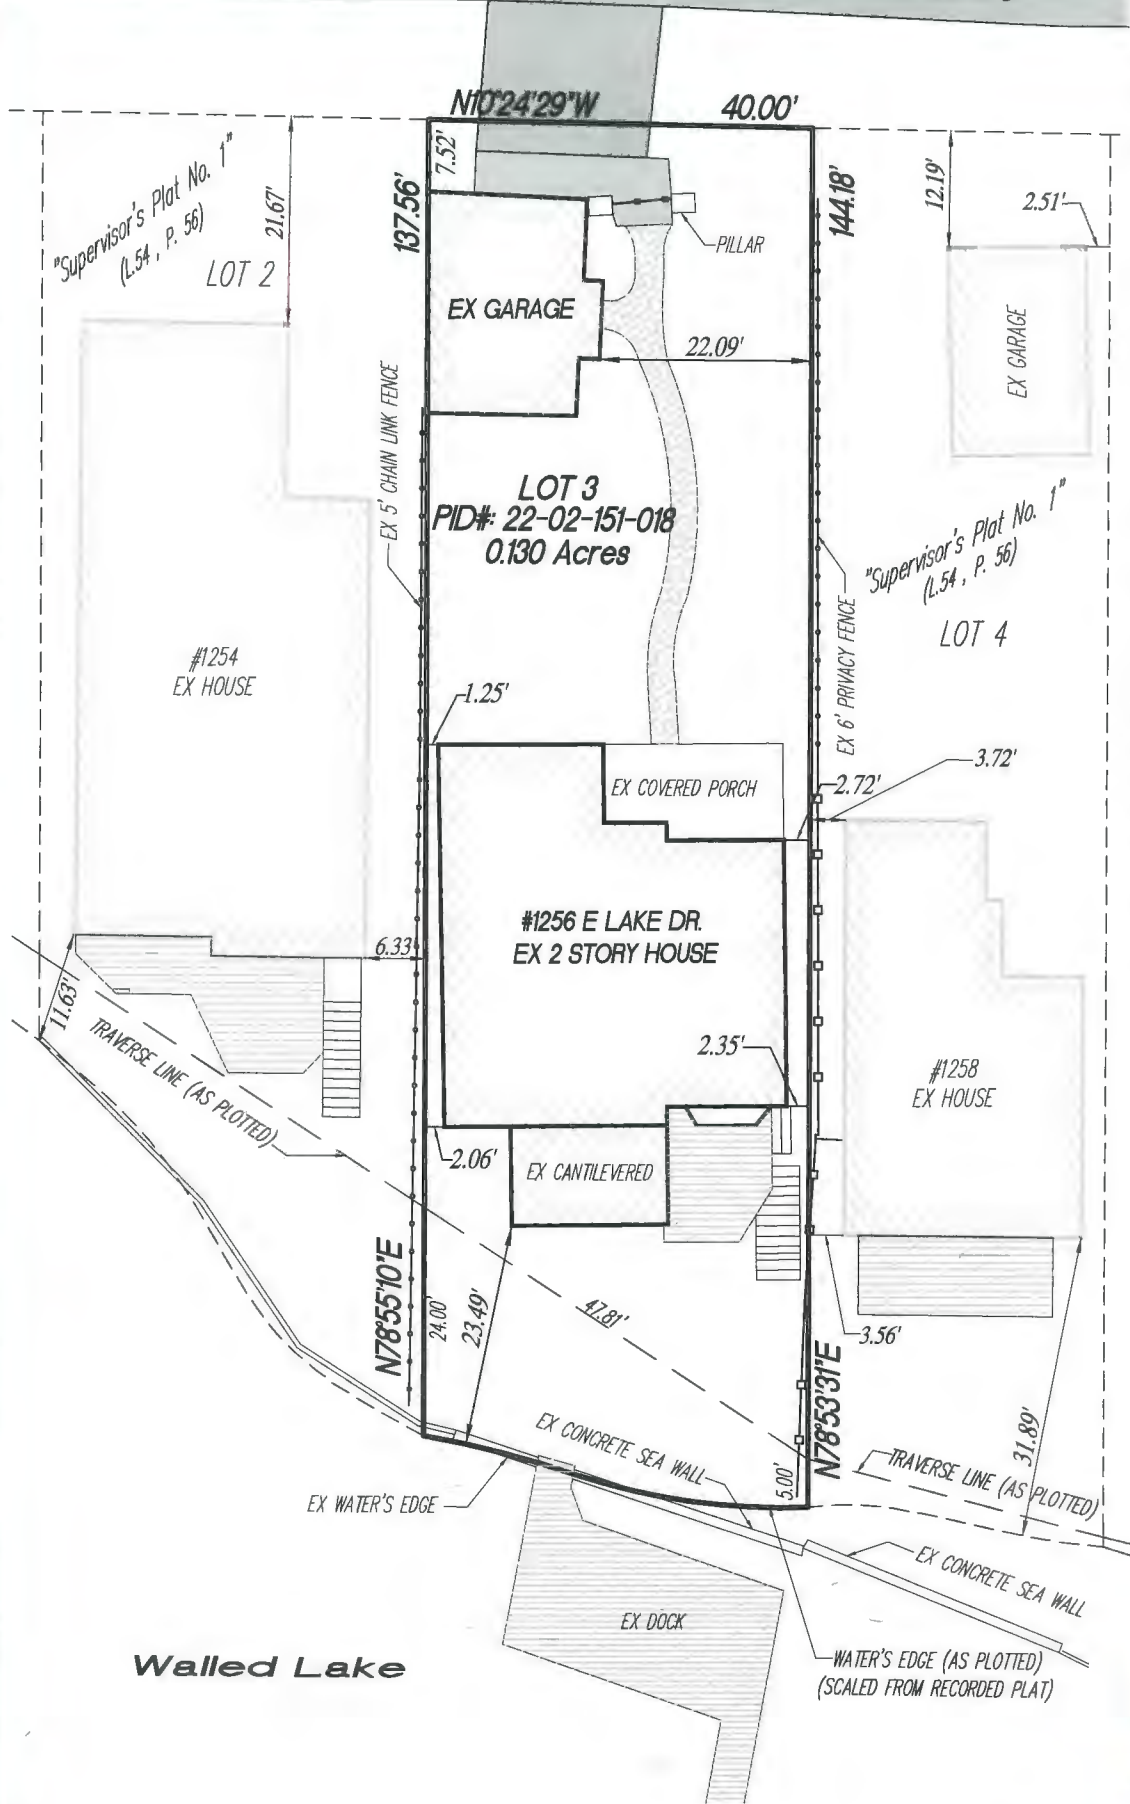 N10°24'29"W
40.00'
7.52'
137.56'
144.18'
"Supervisor's Plat No. 1"
(L.54 , P. 56)
LOT 2
21.67'
12.19'
2.51'
PILLAR
EX GARAGE
22.09'
EX GARAGE
EX 5' CHAIN LINK FENCE
LOT 3
PID#: 22-02-151-018
0.130 Acres
"Supervisor's Plat No. 1"
(L.54 , P. 56)
LOT 4
EX 6' PRIVACY FENCE
#1254
EX HOUSE
1.25'
EX COVERED PORCH
2.72'
3.72'
#1256 E LAKE DR.
EX 2 STORY HOUSE
6.33
11.63'
TRAVERSE LINE (AS PLOTTED)
2.35'
#1258
EX HOUSE
2.06'
EX CANTILEVERED
N78°55'10"E
24.00'
23.49'
47.81'
3.56'
N78°53'31"E
31.89'
EX CONCRETE SEA WALL
5.00'
TRAVERSE LINE (AS PLOTTED)
EX WATER'S EDGE
EX CONCRETE SEA WALL
EX DOCK
Walled Lake
WATER'S EDGE (AS PLOTTED)
(SCALED FROM RECORDED PLAT)